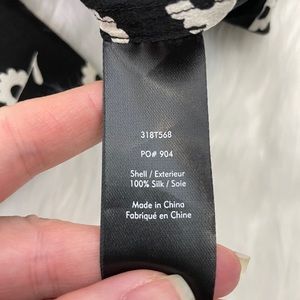 318T568
PO# 904
Shell / Exterieur
100% Silk / Soie
Made in China
Fabriqué en Chine